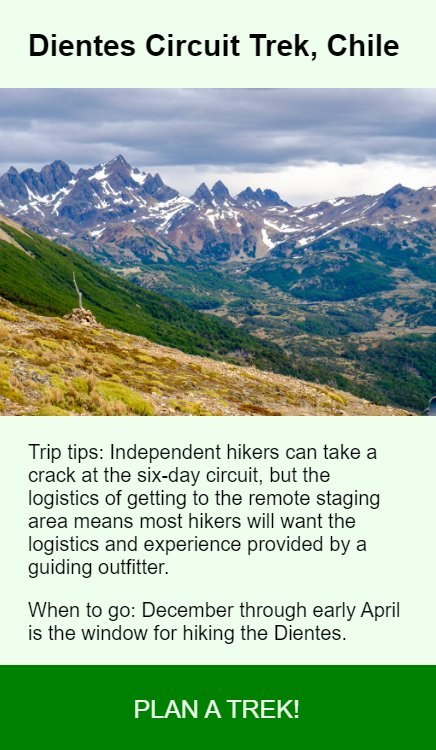 Dientes Circuit Trek, Chile
Trip tips: Independent hikers can take a
crack at the six-day circuit, but the
logistics of getting to the remote staging
area means most hikers will want the
logistics and experience provided by a
guiding outfitter.
When to go: December through early April
is the window for hiking the Dientes.
PLAN A TREK!